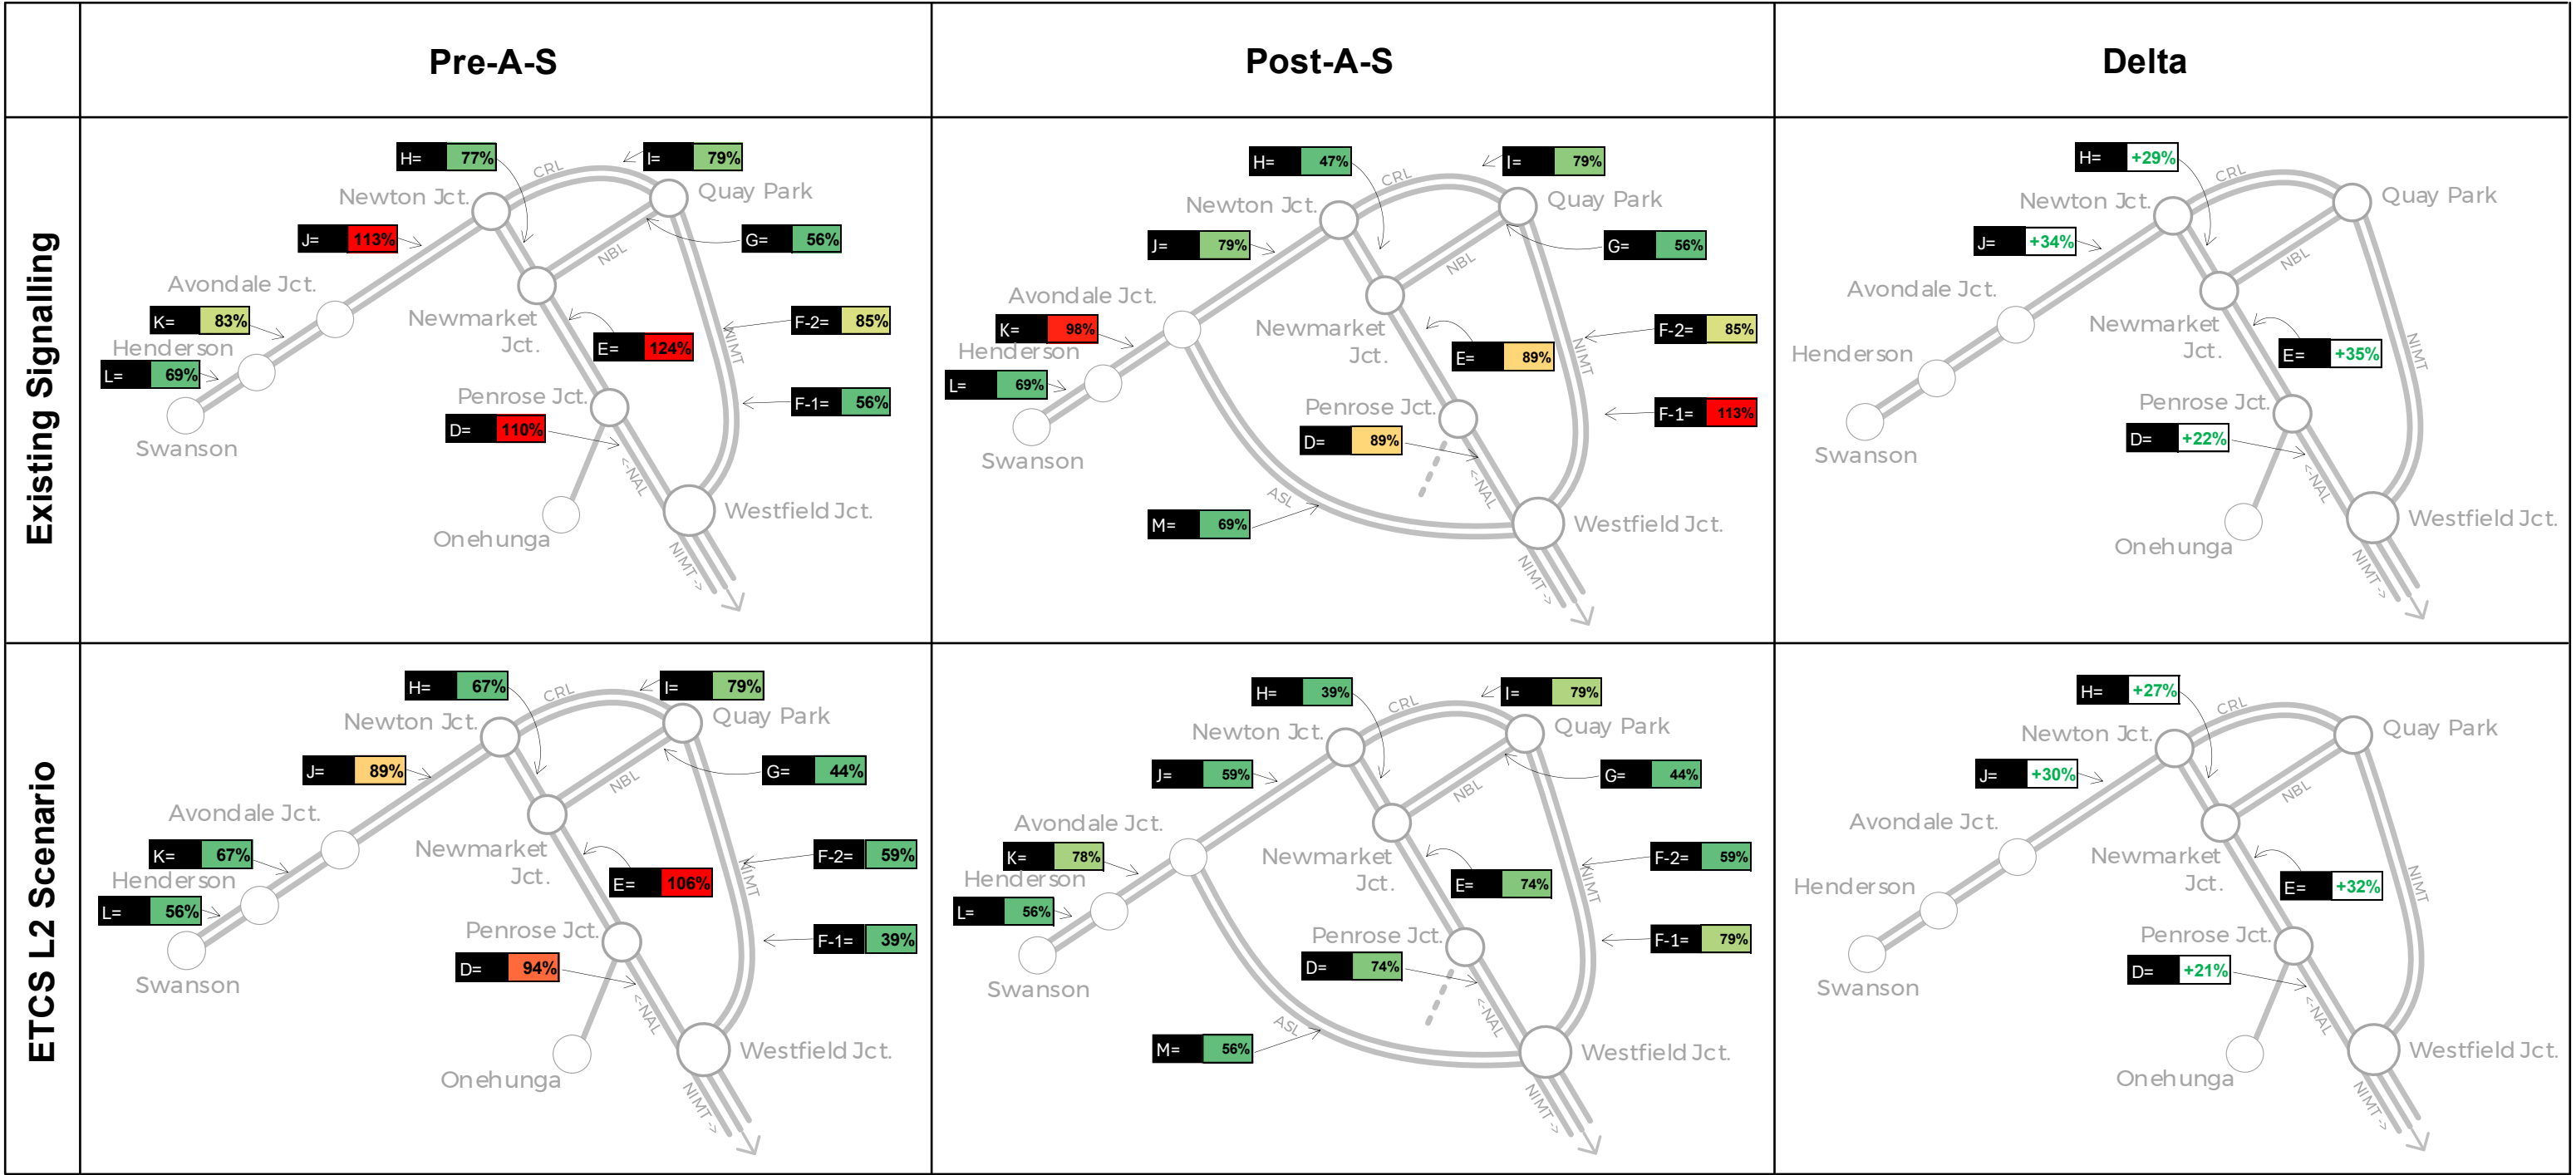 Pre-A-S
Post-A-S
Delta
Existing Signalling
H= 77%
I= 79%
CRL
Newton Jct.
Quay Park
J= 113%
G= 56%
NBL
Avondale Jct.
K= 83%
Newmarket
Jct.
F-2= 85%
NIMT
Henderson
E= 124%
L= 69%
Penrose Jct.
F-1= 56%
D= 110%
Swanson
<-NAL
Onehunga
Westfield Jct.
NIMT ->
H= 47%
I= 79%
CRL
Newton Jct.
Quay Park
J= 79%
G= 56%
NBL
Avondale Jct.
K= 98%
Newmarket
Jct.
F-2= 85%
NIMT
Henderson
E= 89%
L= 69%
Penrose Jct.
F-1= 113%
D= 89%
Swanson
<-NAL
ASL
M= 69%
Westfield Jct.
NIMT ->
H= +29%
CRL
Newton Jct.
Quay Park
J= +34%
NBL
Avondale Jct.
Newmarket
Jct.
NIMT
Henderson
E= +35%
Penrose Jct.
D= +22%
Swanson
<-NAL
Onehunga
Westfield Jct.
NIMT ->
ETCS L2 Scenario
H= 67%
I= 79%
CRL
Newton Jct.
Quay Park
J= 89%
G= 44%
NBL
Avondale Jct.
K= 67%
Newmarket
Jct.
F-2= 59%
NIMT
Henderson
E= 106%
L= 56%
Penrose Jct.
F-1= 39%
D= 94%
Swanson
<-NAL
Onehunga
Westfield Jct.
NIMT ->
H= 39%
I= 79%
CRL
Newton Jct.
Quay Park
J= 59%
G= 44%
NBL
Avondale Jct.
K= 78%
Newmarket
Jct.
F-2= 59%
NIMT
Henderson
E= 74%
L= 56%
Penrose Jct.
F-1= 79%
D= 74%
Swanson
<-NAL
ASL
M= 56%
Westfield Jct.
NIMT ->
H= +27%
CRL
Newton Jct.
Quay Park
J= +30%
NBL
Avondale Jct.
Newmarket
Jct.
NIMT
Henderson
E= +32%
Penrose Jct.
D= +21%
Swanson
<-NAL
Onehunga
Westfield Jct.
NIMT ->